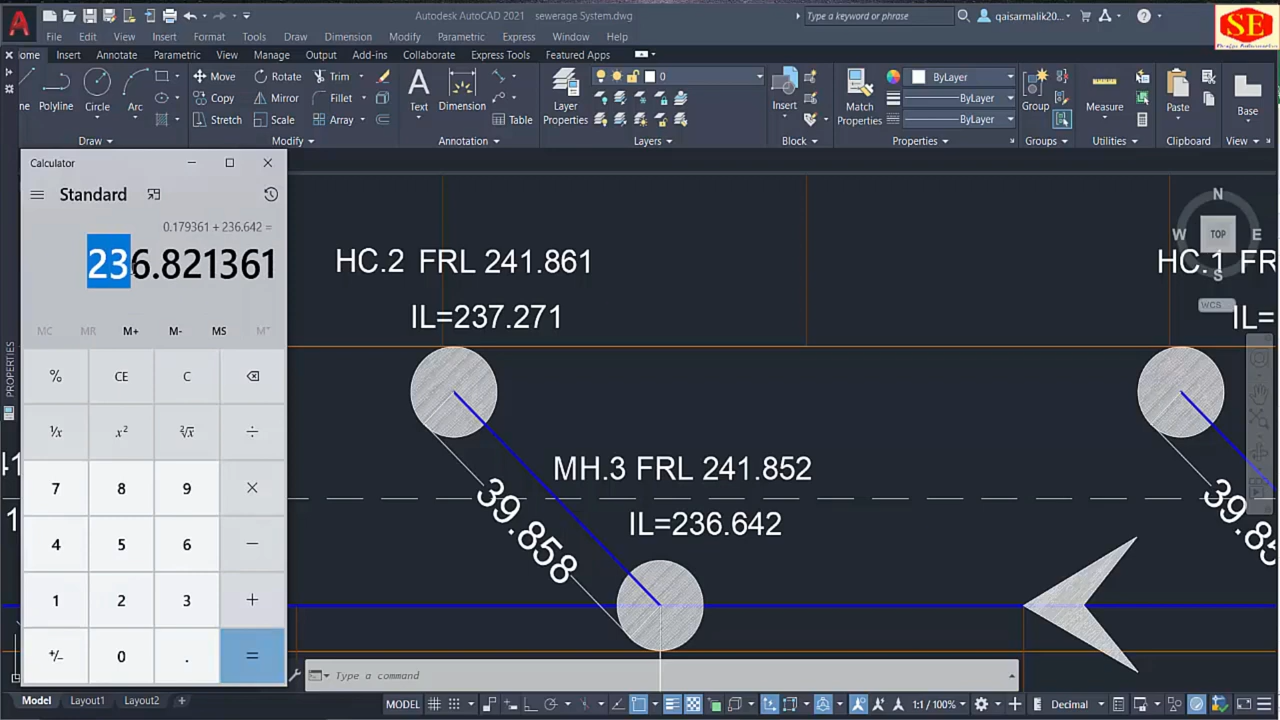 Autodesk AutoCAD 2021 sewerage System.dwg
Type a keyword or phrase
qaisarmalik20...
SE
File Edit View Insert Format Tools Draw Dimension Modify Parametric Express Window Help
ome Insert Annotate Parametric View Manage Output Add-ins Collaborate Express Tools Featured Apps
Polyline Circle Arc
Move Rotate Trim
Copy Mirror Fillet
Stretch Scale Array
Text Dimension Table
Layer Properties
0
Insert
Match Properties
ByLayer
ByLayer
ByLayer
Group Measure Paste Base
Draw Modify Annotation Layers Block Properties Groups Utilities Clipboard View
Calculator
Standard
0.179361 + 236.642 =
236.821361
MC MR M+ M- MS M˅
% CE C
¹/x x² ²√x ÷
7 8 9 ×
4 5 6 −
1 2 3 +
+/− 0 . =
PROPERTIES
HC.2 FRL 241.861
IL=237.271
HC.1 FR
IL=
MH.3 FRL 241.852
IL=236.642
39.858
39.85
41
1
N
W TOP E
S
WCS
Type a command
Model Layout1 Layout2 +
MODEL 1:1 / 100% Decimal